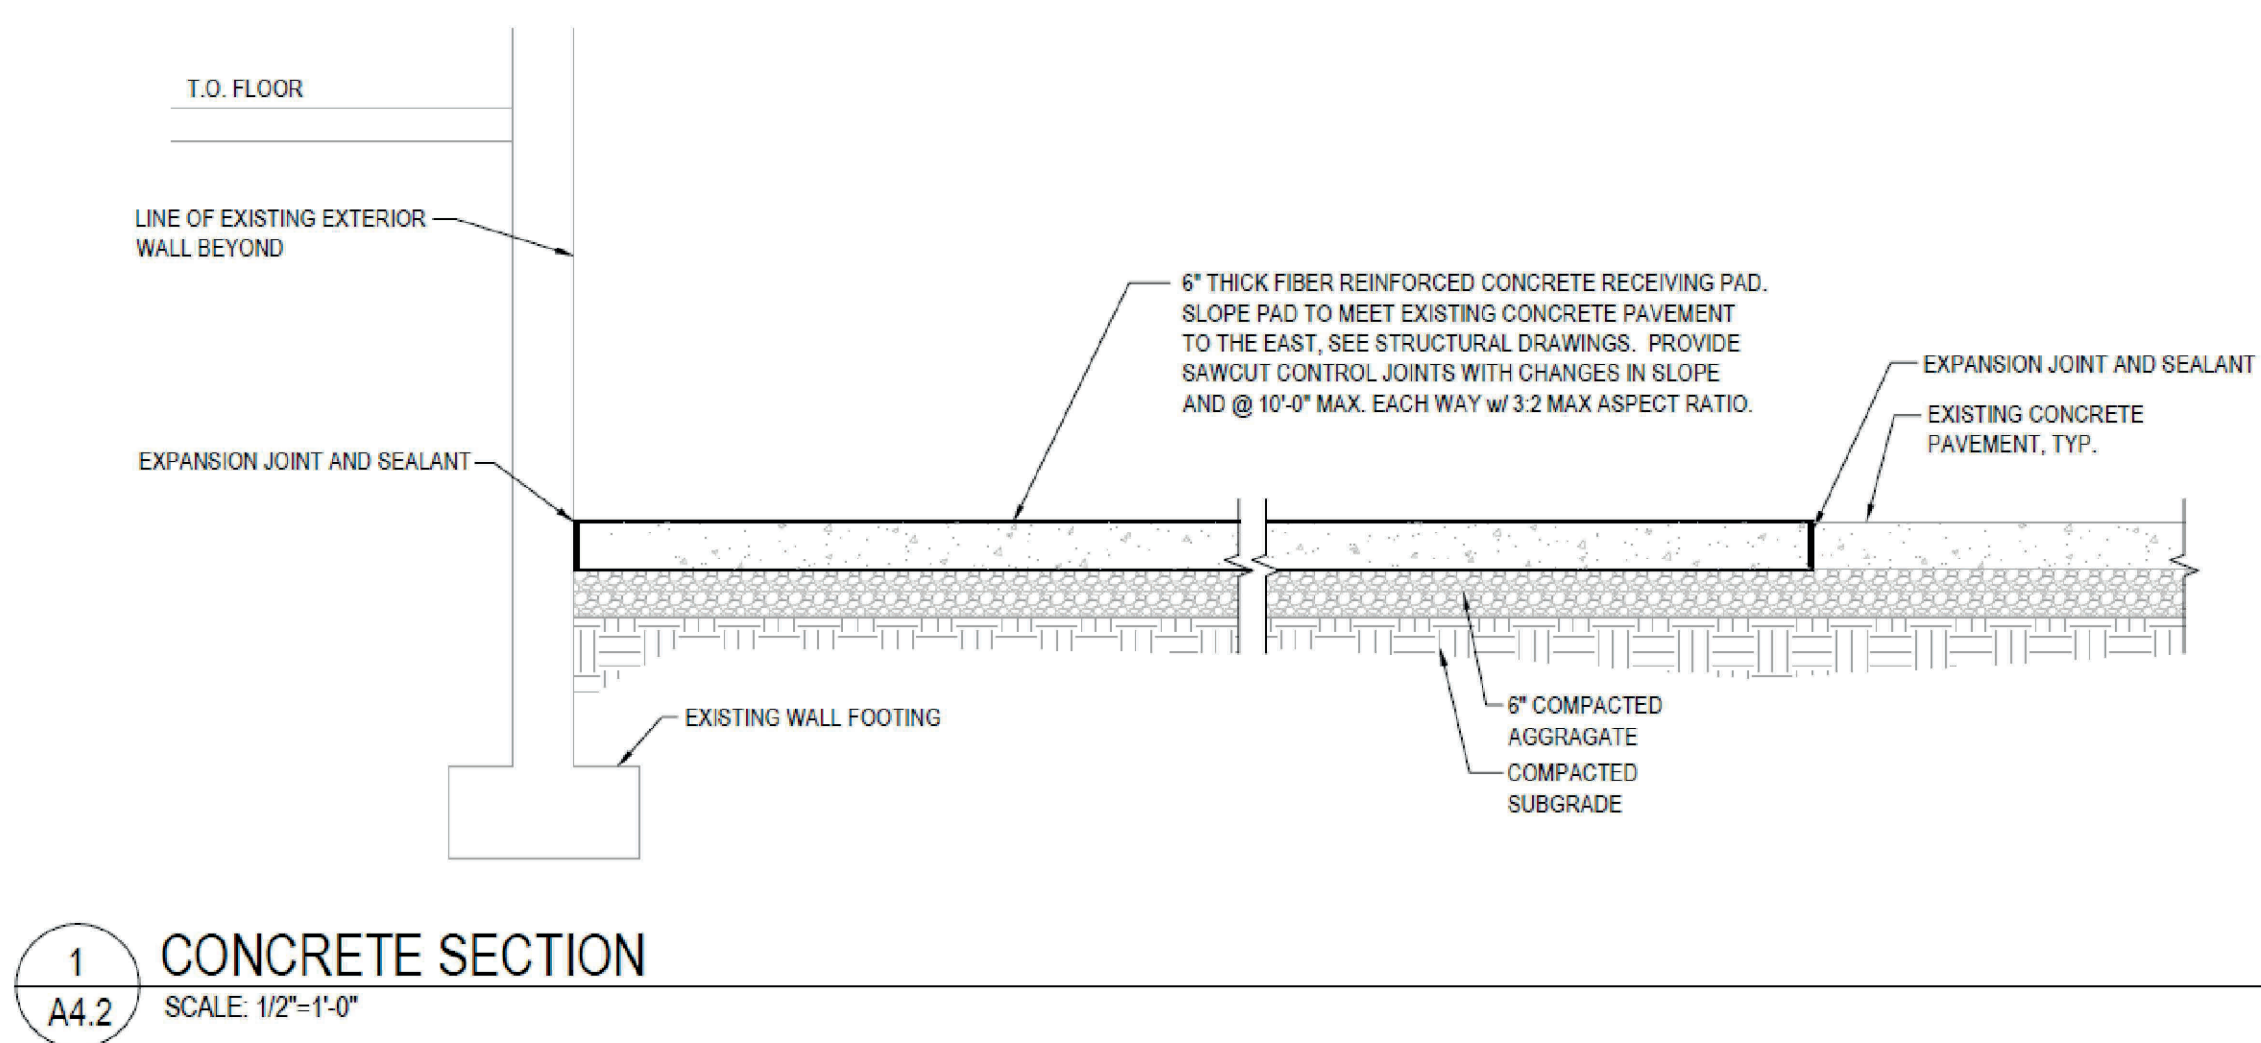 T.O. FLOOR
LINE OF EXISTING EXTERIOR
WALL BEYOND
6" THICK FIBER REINFORCED CONCRETE RECEIVING PAD.
SLOPE PAD TO MEET EXISTING CONCRETE PAVEMENT
TO THE EAST, SEE STRUCTURAL DRAWINGS. PROVIDE
SAWCUT CONTROL JOINTS WITH CHANGES IN SLOPE
AND @ 10'-0" MAX. EACH WAY w/ 3:2 MAX ASPECT RATIO.
EXPANSION JOINT AND SEALANT
EXISTING CONCRETE
PAVEMENT, TYP.
EXPANSION JOINT AND SEALANT
EXISTING WALL FOOTING
6" COMPACTED
AGGRAGATE
COMPACTED
SUBGRADE
1
A4.2
CONCRETE SECTION
SCALE: 1/2"=1'-0"